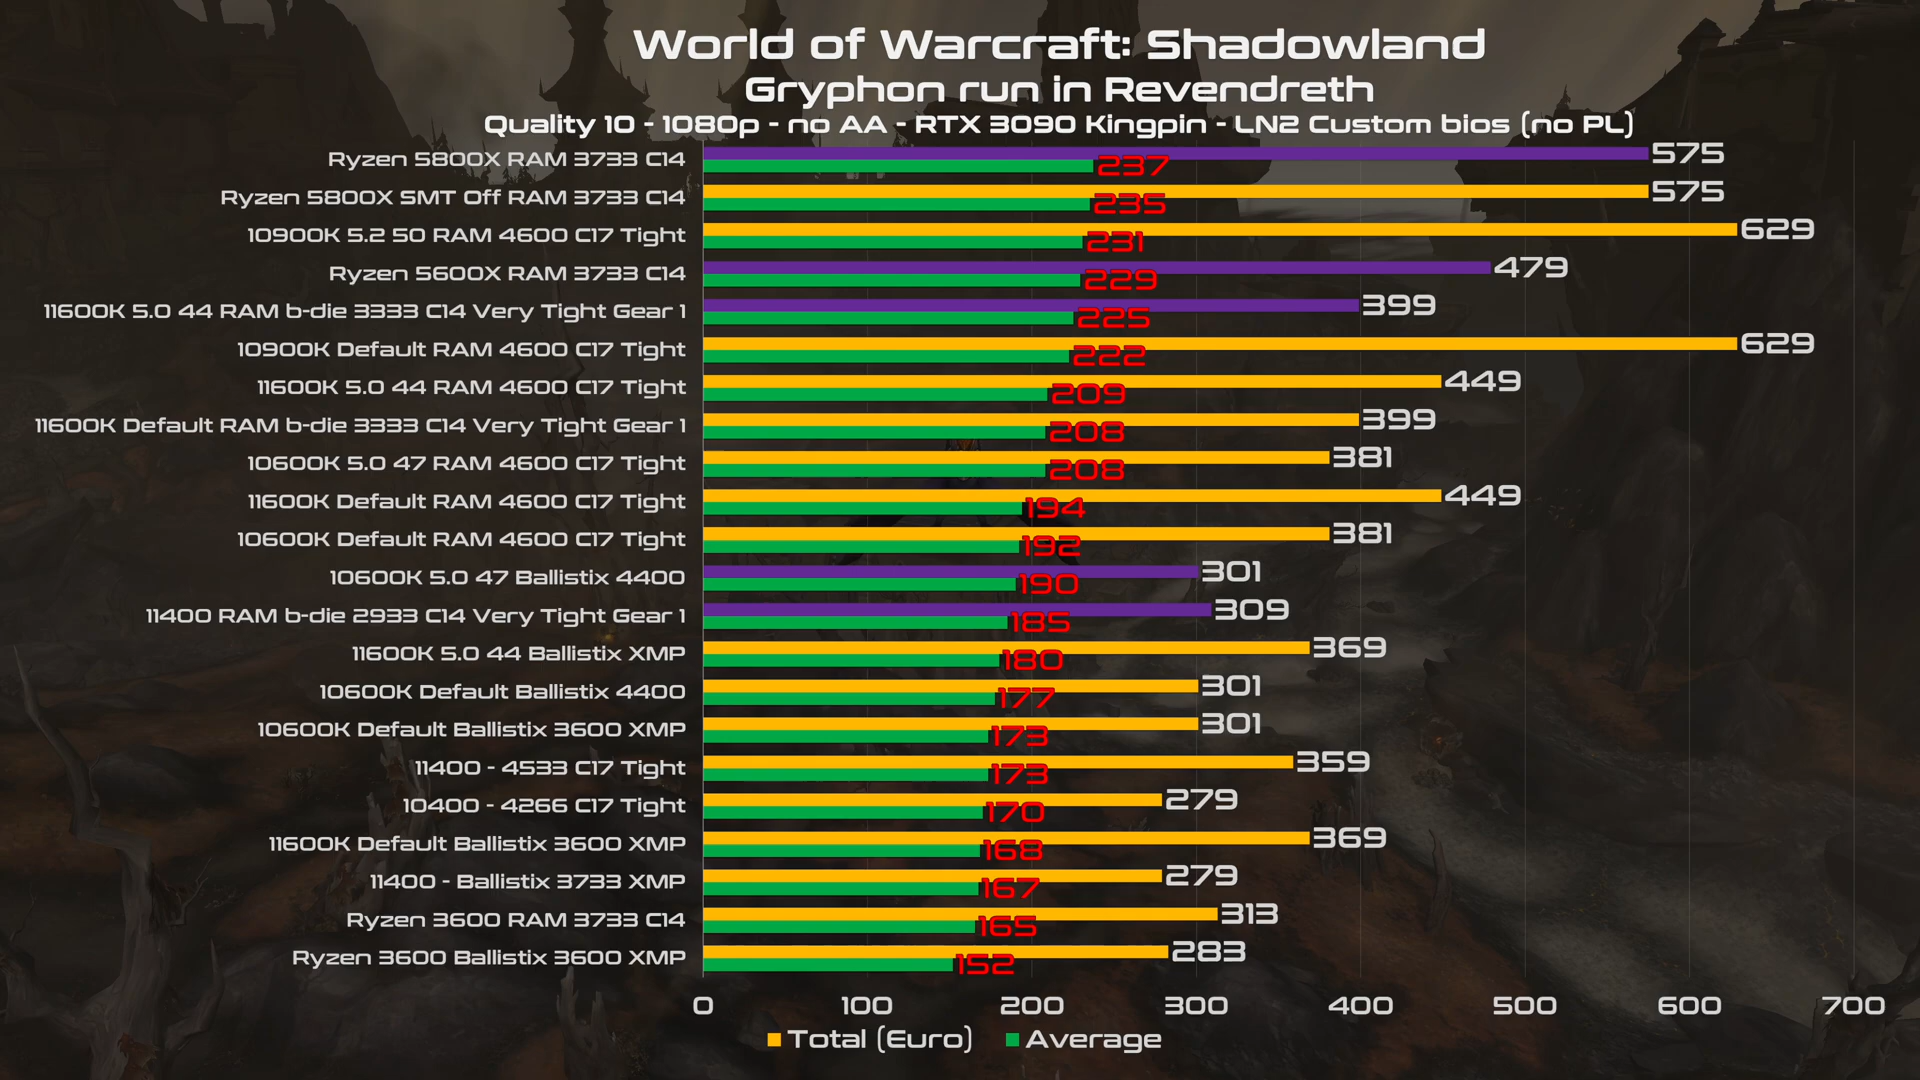 World of Warcraft: Shadowland
Gryphon run in Revendreth
Quality 10 - 1080p - no AA - RTX 3090 Kingpin - LN2 Custom bios (no PL)
Ryzen 5800X RAM 3733 C14 575 237
Ryzen 5800X SMT Off RAM 3733 C14 575 235
10900K 5.2 50 RAM 4600 C17 Tight 629 231
Ryzen 5600X RAM 3733 C14 479 229
11600K 5.0 44 RAM b-die 3333 C14 Very Tight Gear 1 399 225
10900K Default RAM 4600 C17 Tight 629 222
11600K 5.0 44 RAM 4600 C17 Tight 449 209
11600K Default RAM b-die 3333 C14 Very Tight Gear 1 399 208
10600K 5.0 47 RAM 4600 C17 Tight 381 208
11600K Default RAM 4600 C17 Tight 449 194
10600K Default RAM 4600 C17 Tight 381 192
10600K 5.0 47 Ballistix 4400 301 190
11400 RAM b-die 2933 C14 Very Tight Gear 1 309 185
11600K 5.0 44 Ballistix XMP 369 180
10600K Default Ballistix 4400 301 177
10600K Default Ballistix 3600 XMP 301 173
11400 - 4533 C17 Tight 359 173
10400 - 4266 C17 Tight 279 170
11600K Default Ballistix 3600 XMP 369 168
11400 - Ballistix 3733 XMP 279 167
Ryzen 3600 RAM 3733 C14 313 165
Ryzen 3600 Ballistix 3600 XMP 283 152
0 100 200 300 400 500 600 700
Total (Euro) Average